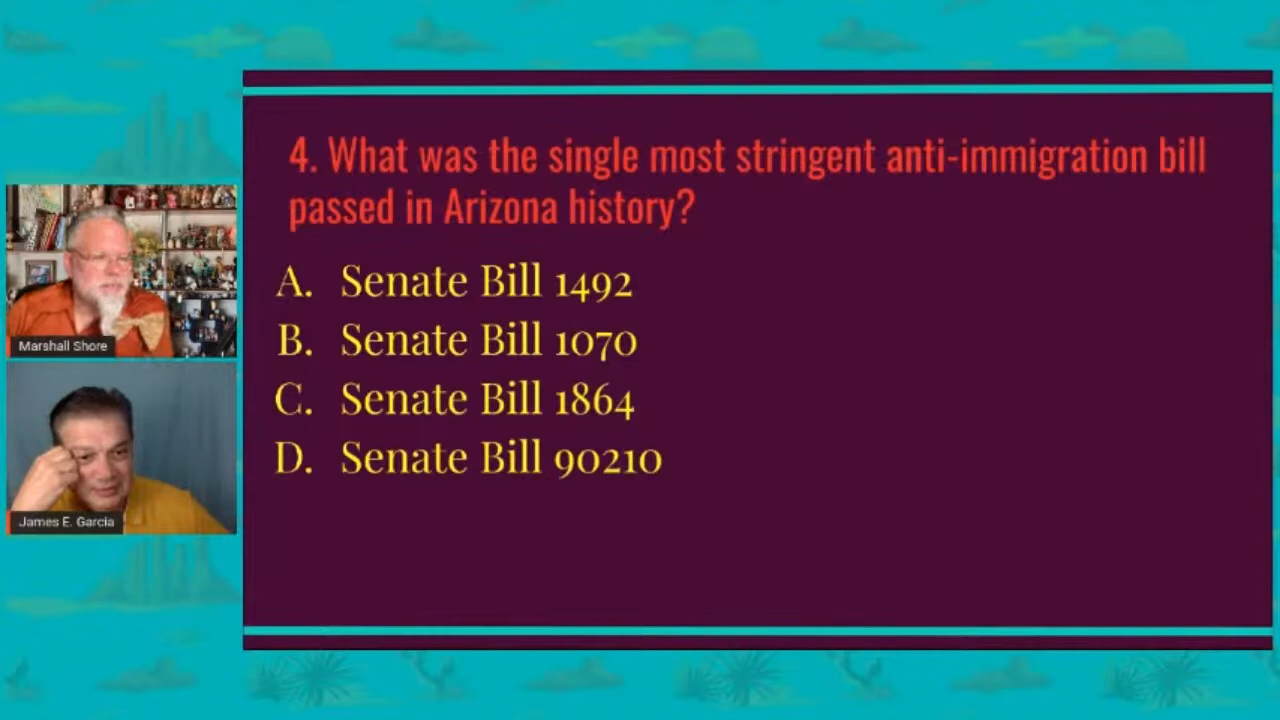 4. What was the single most stringent anti-immigration bill
passed in Arizona history?
A. Senate Bill 1492
B. Senate Bill 1070
C. Senate Bill 1864
D. Senate Bill 90210
Marshall Shore
James E. Garcia